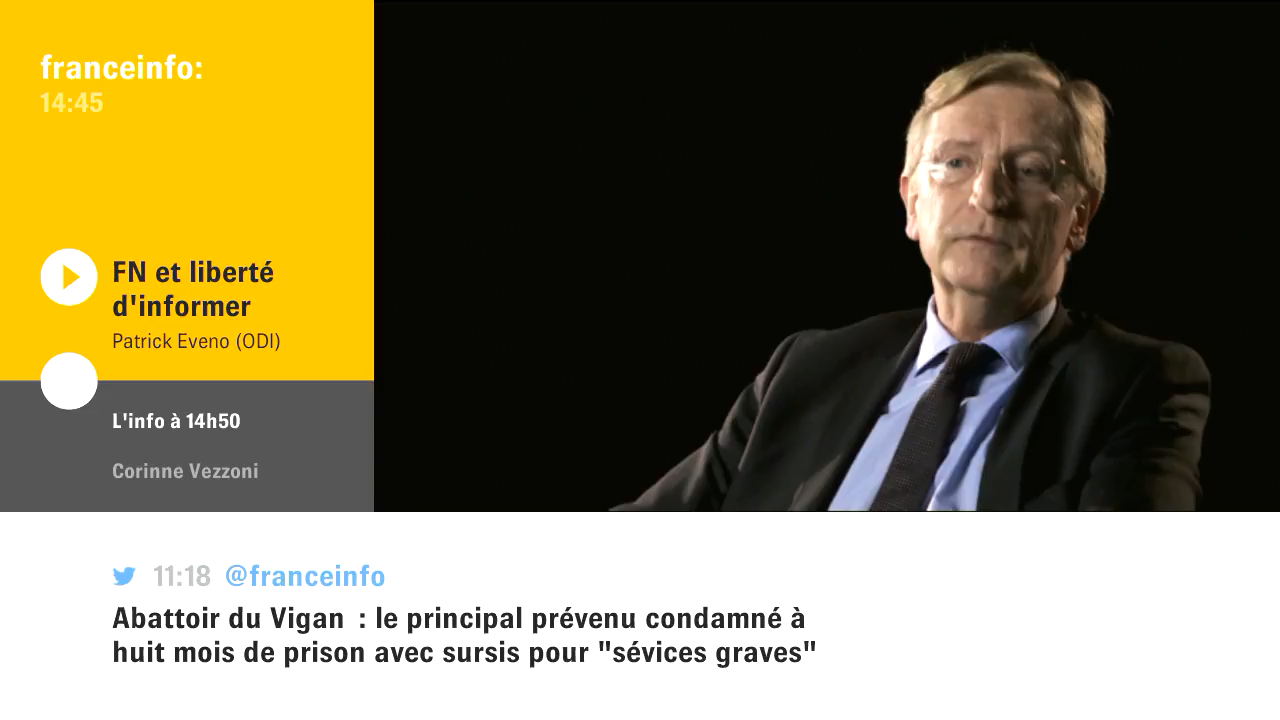 franceinfo:
14:45
FN et liberté
d'informer
Patrick Eveno (ODI)
L'info à 14h50
Corinne Vezzoni
11:18 @franceinfo
Abattoir du Vigan : le principal prévenu condamné à
huit mois de prison avec sursis pour "sévices graves"